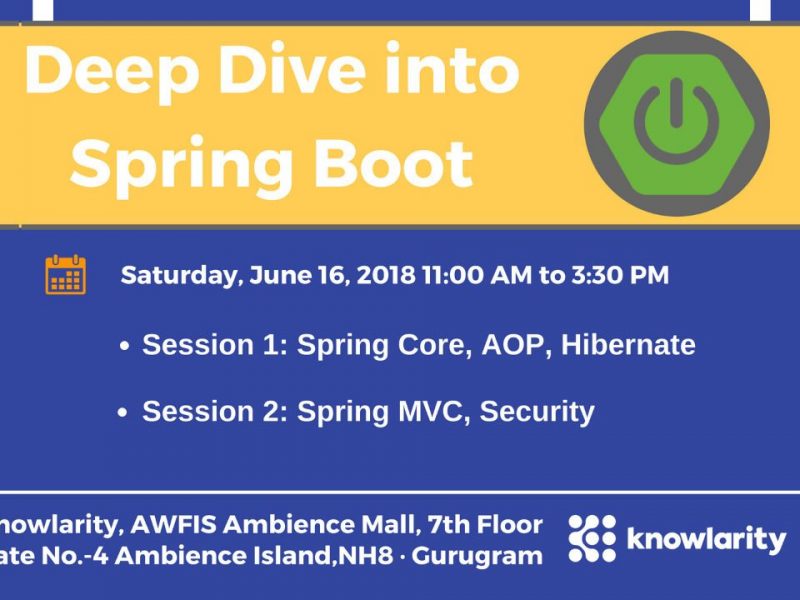 Deep Dive into
Spring Boot
Saturday, June 16, 2018 11:00 AM to 3:30 PM
• Session 1: Spring Core, AOP, Hibernate
• Session 2: Spring MVC, Security
nowlarity, AWFIS Ambience Mall, 7th Floor
ate No.-4 Ambience Island,NH8 · Gurugram
knowlarity